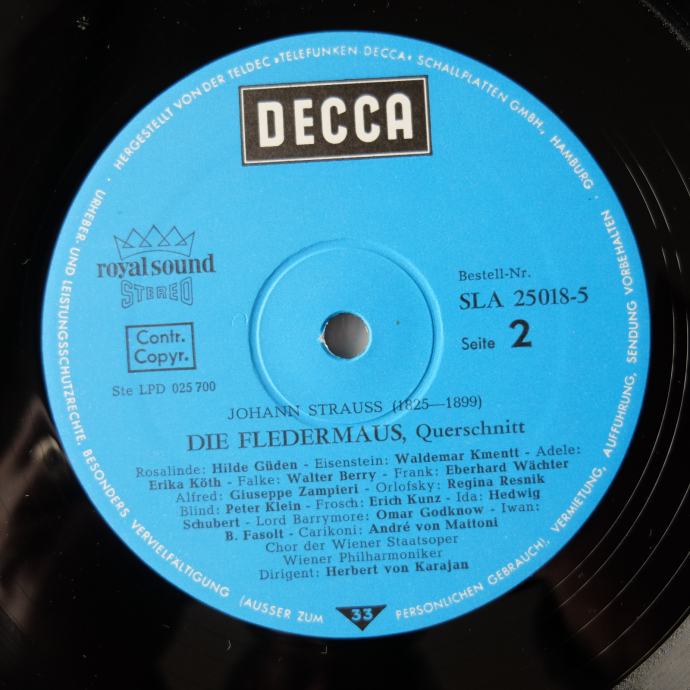 · HERGESTELLT VON DER TELDEC »TELEFUNKEN-DECCA« SCHALLPLATTEN GMBH., HAMBURG ·
URHEBER- UND LEISTUNGSSCHUTZRECHTE, BESONDERS VERVIELFÄLTIGUNG (AUSSER ZUM PERSÖNLICHEN GEBRAUCH), VERMIETUNG, AUFFÜHRUNG, SENDUNG VORBEHALTEN
DECCA
royal sound
STEREO
Contr.
Copyr.
Ste LPD 025 700
Bestell-Nr.
SLA 25018-5
Seite 2
JOHANN STRAUSS (1825—1899)
DIE FLEDERMAUS, Querschnitt
Rosalinde: Hilde Güden - Eisenstein: Waldemar Kmentt - Adele:
Erika Köth - Falke: Walter Berry - Frank: Eberhard Wächter
Alfred: Giuseppe Zampieri - Orlofsky: Regina Resnik
Blind: Peter Klein - Frosch: Erich Kunz - Ida: Hedwig
Schubert - Lord Barrymore: Omar Godknow - Iwan:
B. Fasolt - Carikoni: André von Mattoni
Chor der Wiener Staatsoper
Wiener Philharmoniker
Dirigent: Herbert von Karajan
33